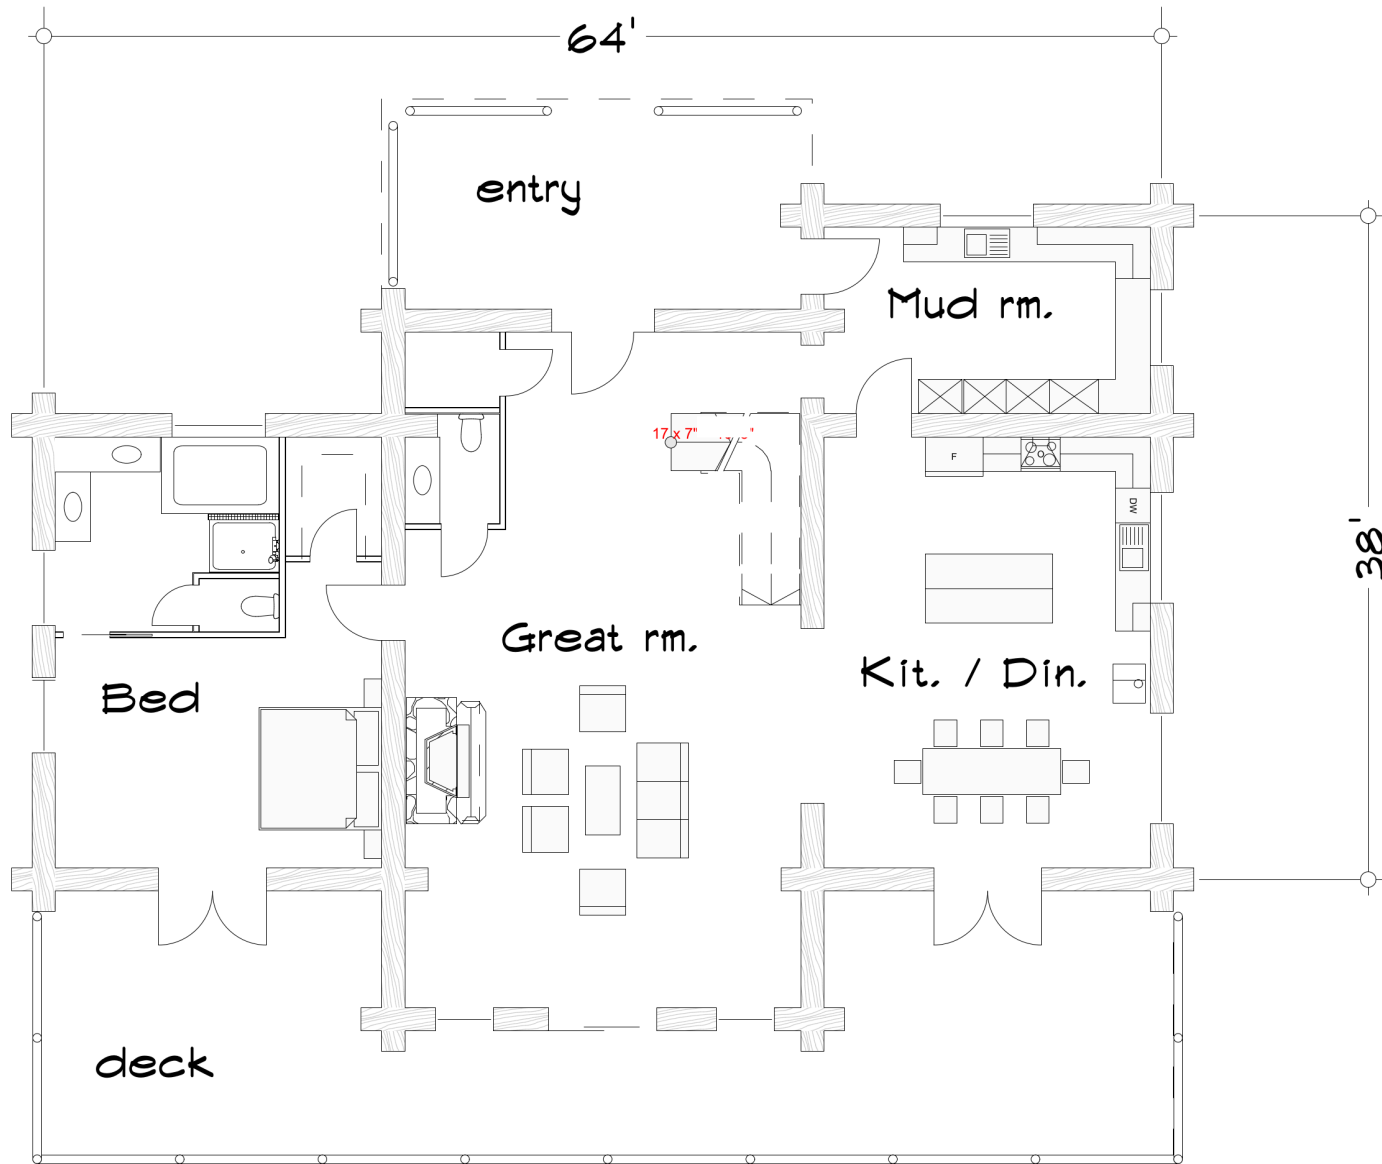 64'
entry
Mud rm.
17 x 7"
F
DW
38'
Great rm.
Kit. / Din.
Bed
deck